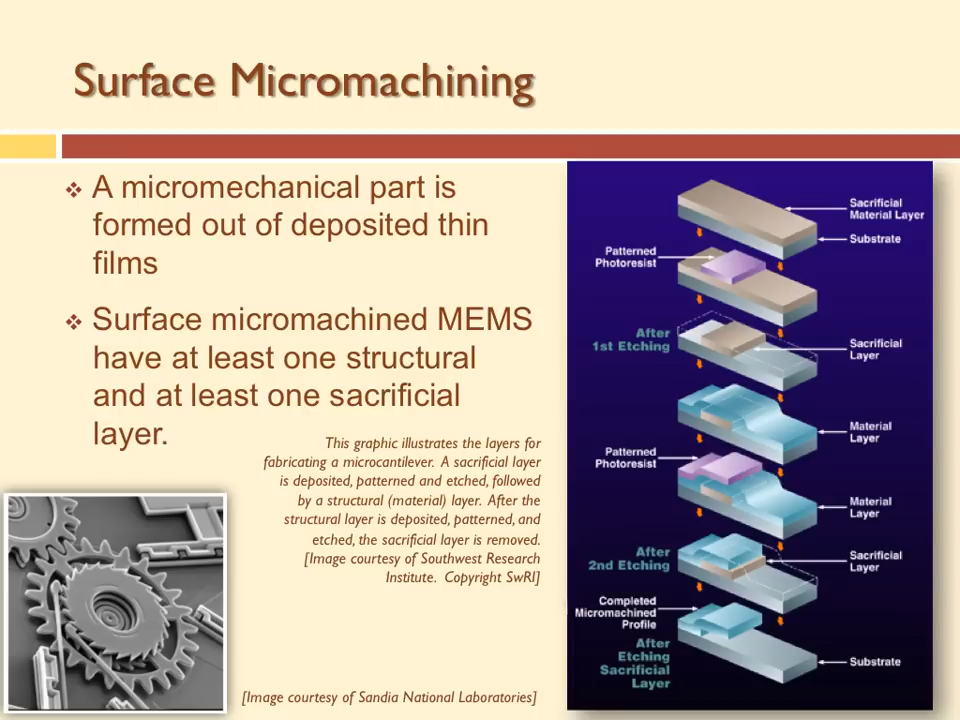 Surface Micromachining
❖ A micromechanical part is
formed out of deposited thin
films
❖ Surface micromachined MEMS
have at least one structural
and at least one sacrificial
layer.
This graphic illustrates the layers for
fabricating a microcantilever. A sacrificial layer
is deposited, patterned and etched, followed
by a structural (material) layer. After the
structural layer is deposited, patterned, and
etched, the sacrificial layer is removed.
[Image courtesy of Southwest Research
Institute. Copyright SwRI]
[Image courtesy of Sandia National Laboratories]
Sacrificial
Material Layer
Substrate
Patterned
Photoresist
After
1st Etching
Sacrificial
Layer
Material
Layer
Patterned
Photoresist
Material
Layer
After
2nd Etching
Sacrificial
Layer
Completed
Micromachined
Profile
After
Etching
Sacrificial
Layer
Substrate